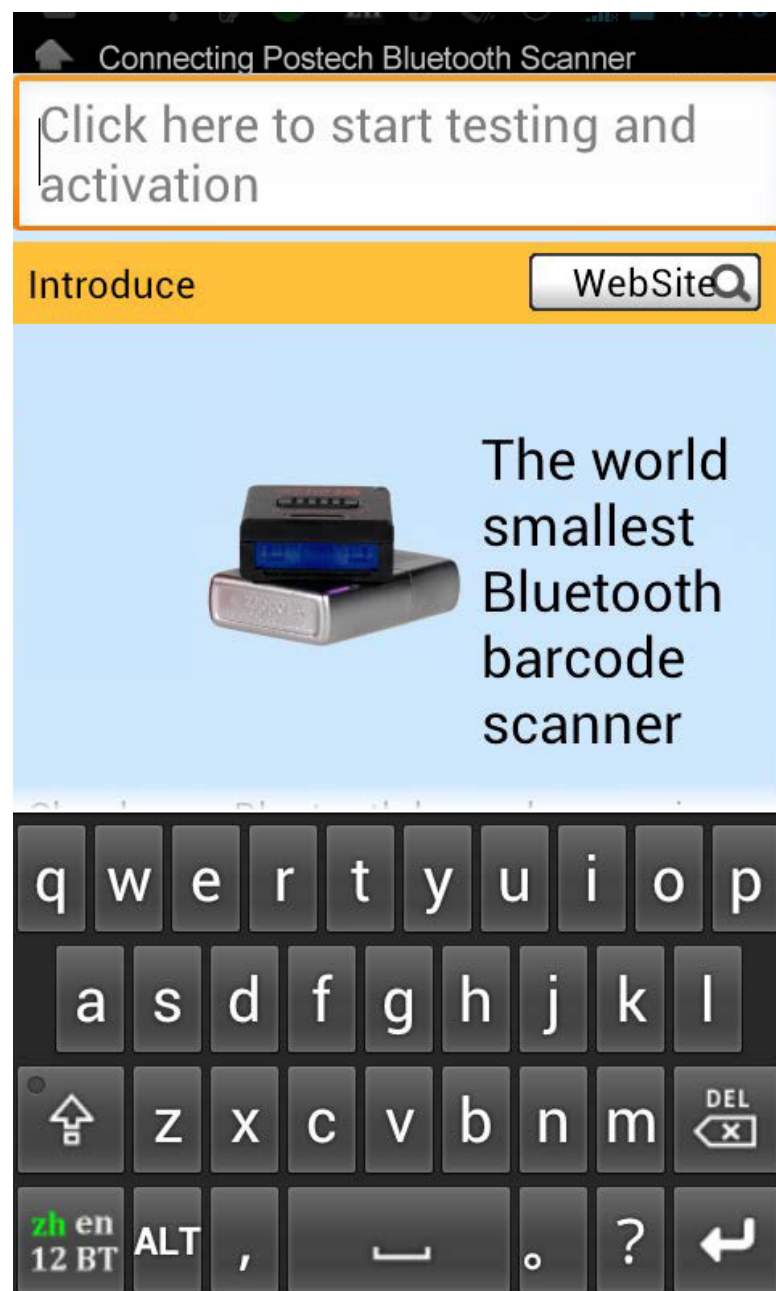 Connecting Postech Bluetooth Scanner
Click here to start testing and
activation
Introduce
WebSite
The world
smallest
Bluetooth
barcode
scanner
q w e r t y u i o p
a s d f g h j k l
z x c v b n m DEL
zh en
12 BT ALT , 。 ?